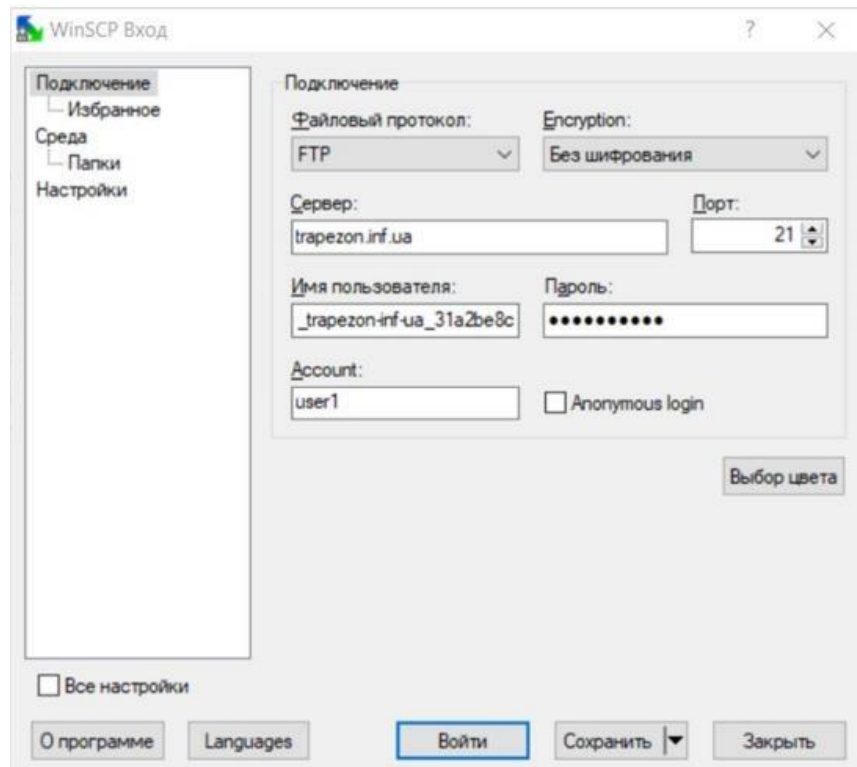 WinSCP Вход
Подключение
Избранное
Среда
Папки
Настройки
Подключение
Файловый протокол:
Encryption:
FTP
Без шифрования
Сервер:
Порт:
trapezon.inf.ua
21
Имя пользователя:
Пароль:
_trapezon-inf-ua_31a2be8c
••••••••••
Account:
user1
Anonymous login
Выбор цвета
Все настройки
О программе
Languages
Войти
Сохранить
Закрыть